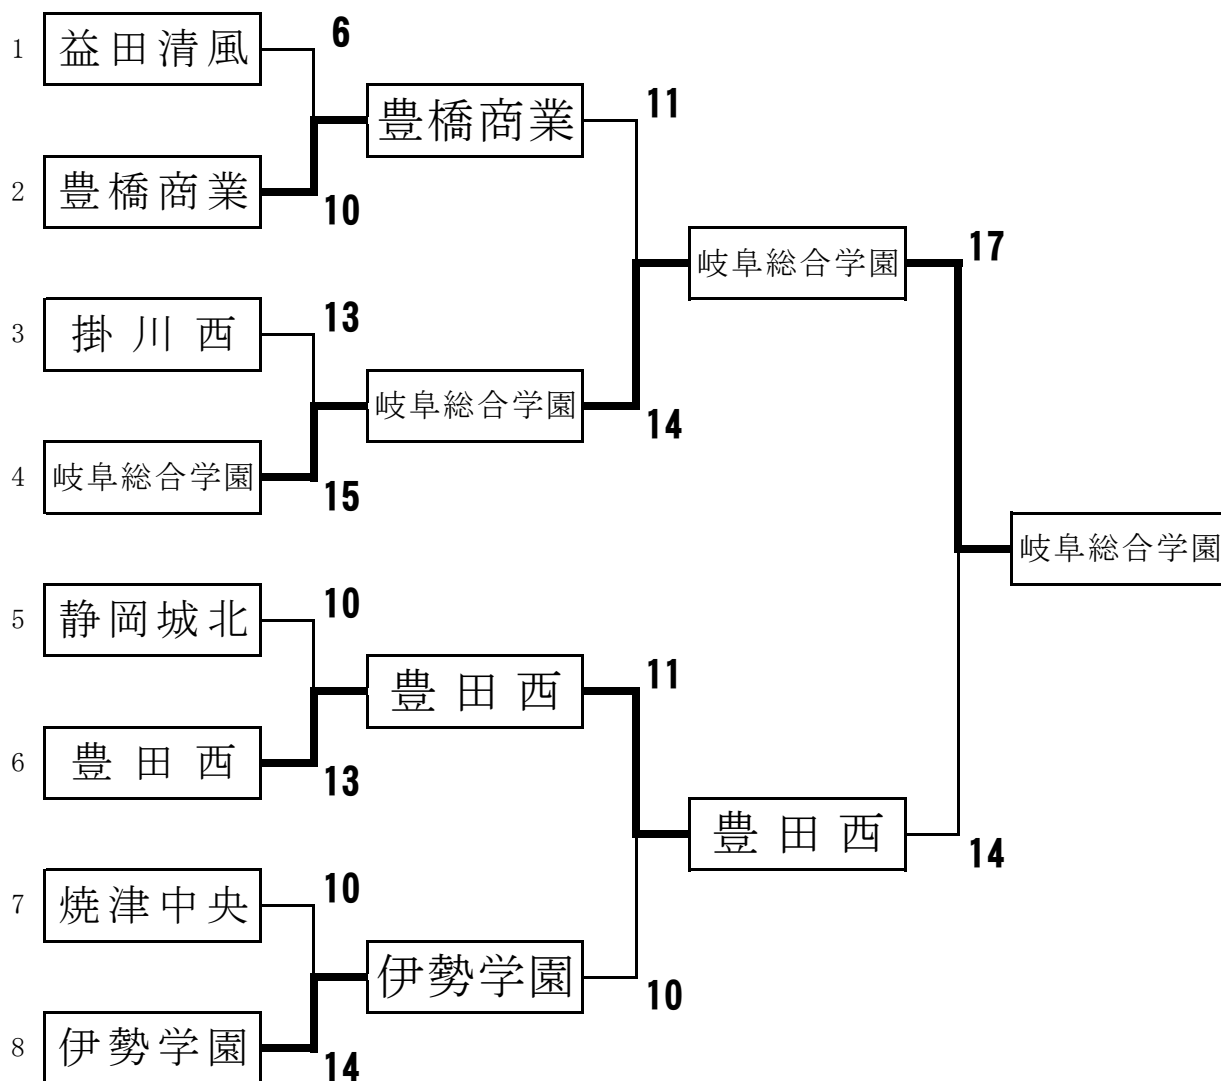 1 益田清風 6
豊橋商業 11
2 豊橋商業 10
岐阜総合学園 17
3 掛川西 13
岐阜総合学園 14
4 岐阜総合学園 15
岐阜総合学園
5 静岡城北 10
豊田西 11
6 豊田西 13
豊田西 14
7 焼津中央 10
伊勢学園 10
8 伊勢学園 14